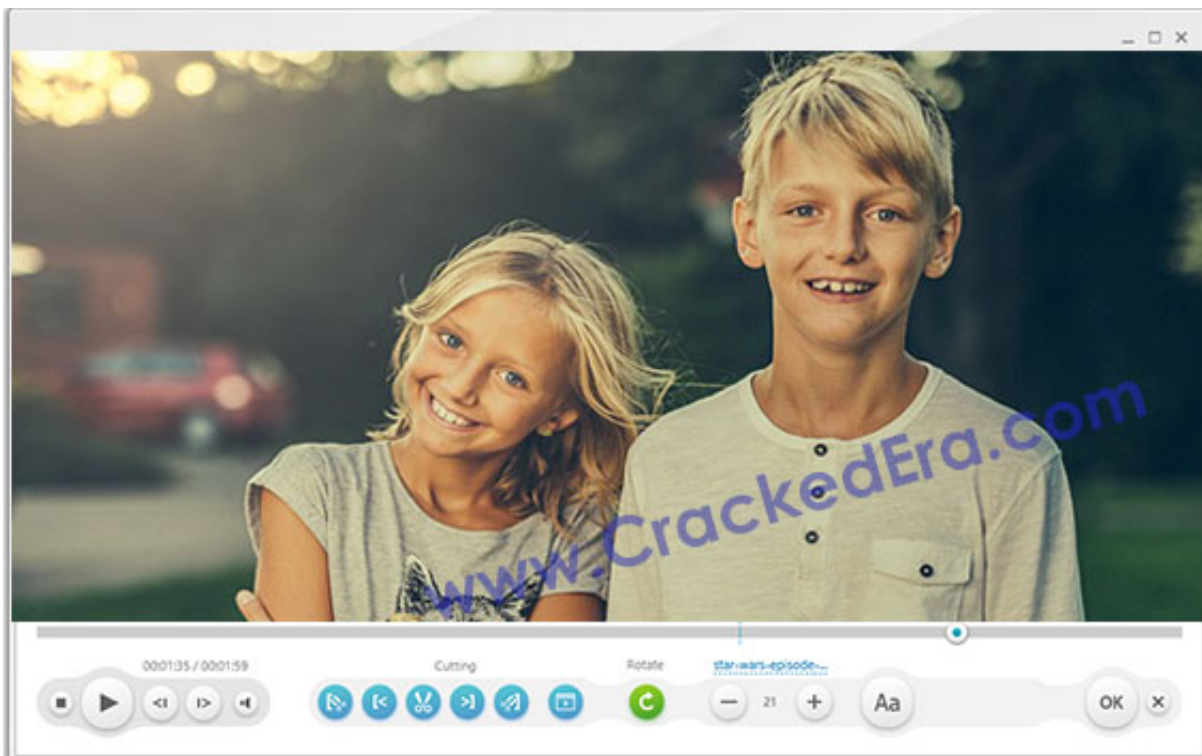 www.CrackedEra.com
00:01:35 / 00:01:59
Cutting
Rotate
star-wars-episode-...
21
Aa
OK